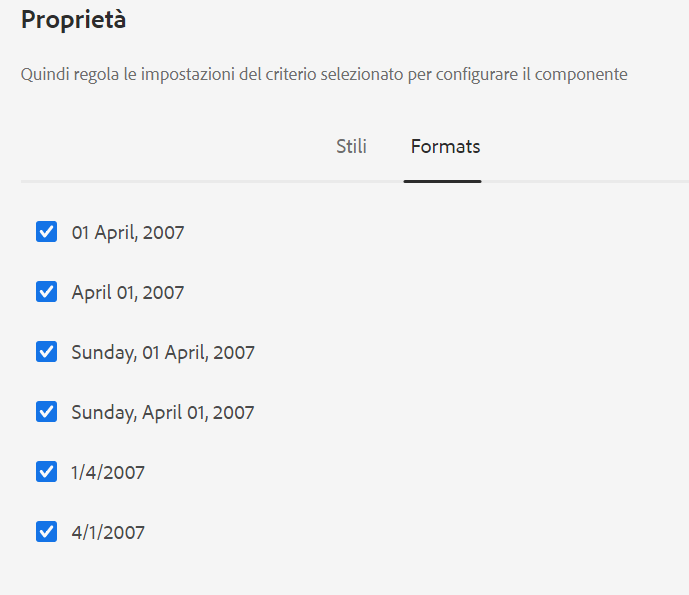 Proprietà
Quindi regola le impostazioni del criterio selezionato per configurare il componente
Stili Formats
01 April, 2007
April 01, 2007
Sunday, 01 April, 2007
Sunday, April 01, 2007
1/4/2007
4/1/2007